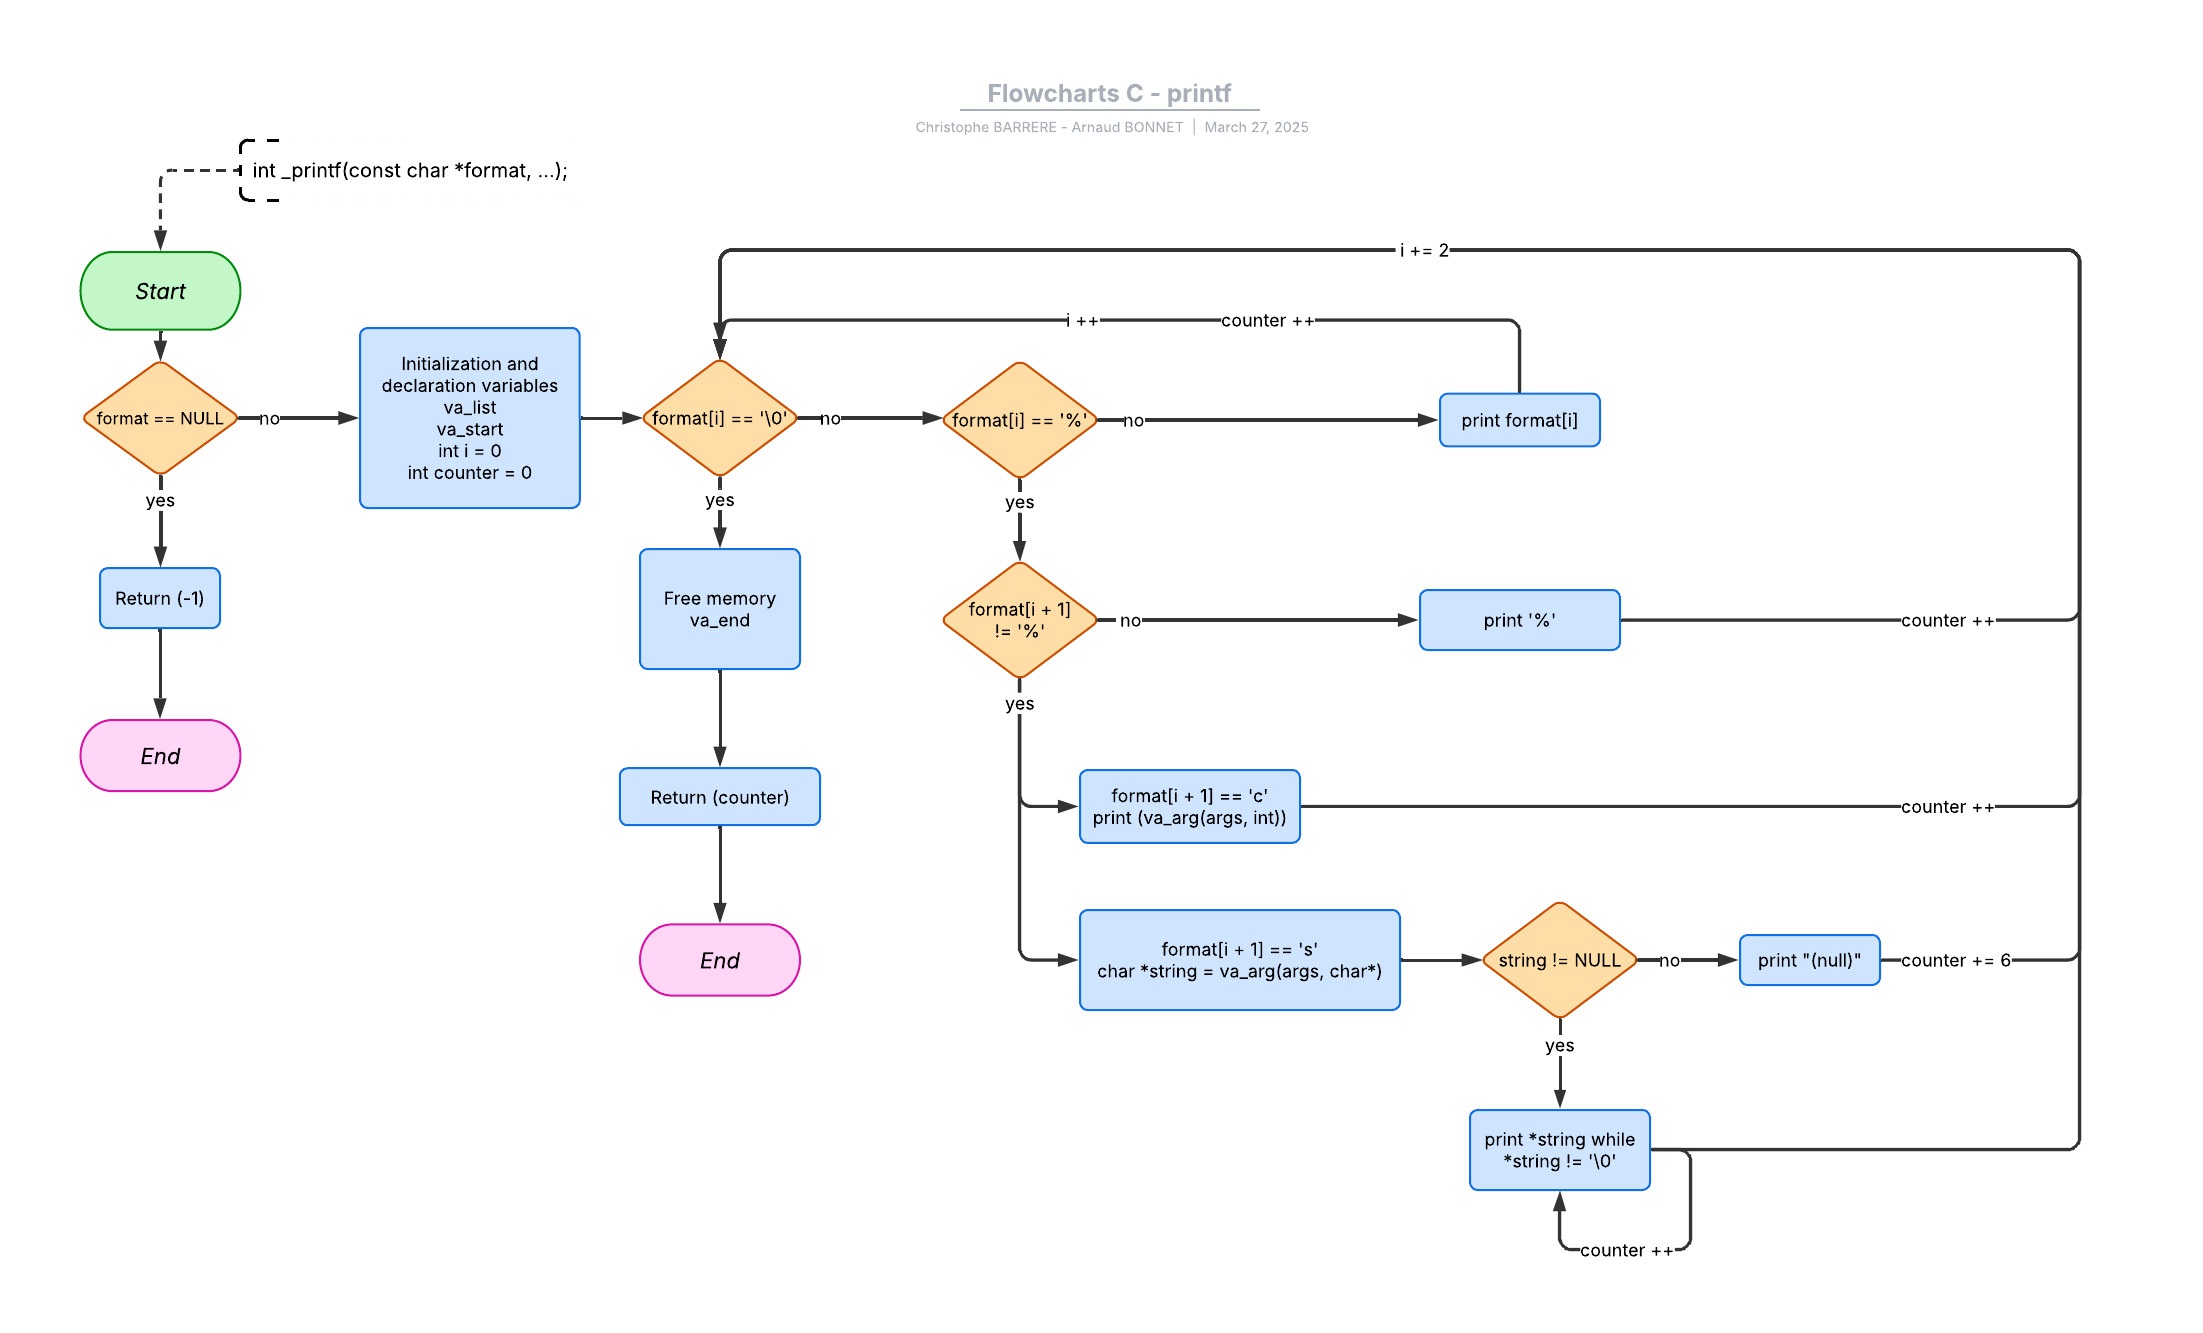 Flowcharts C - printf
Christophe BARRERE - Arnaud BONNET | March 27, 2025
int _printf(const char *format, ...);
Start
format == NULL
no
yes
Return (-1)
End
Initialization and
declaration variables
va_list
va_start
int i = 0
int counter = 0
i += 2
i ++
counter ++
format[i] == '\0'
no
yes
Free memory
va_end
Return (counter)
End
format[i] == '%'
no
print format[i]
yes
format[i + 1]
!= '%'
no
print '%'
counter ++
yes
format[i + 1] == 'c'
print (va_arg(args, int))
counter ++
format[i + 1] == 's'
char *string = va_arg(args, char*)
string != NULL
no
print "(null)"
counter += 6
yes
print *string while
*string != '\0'
counter ++